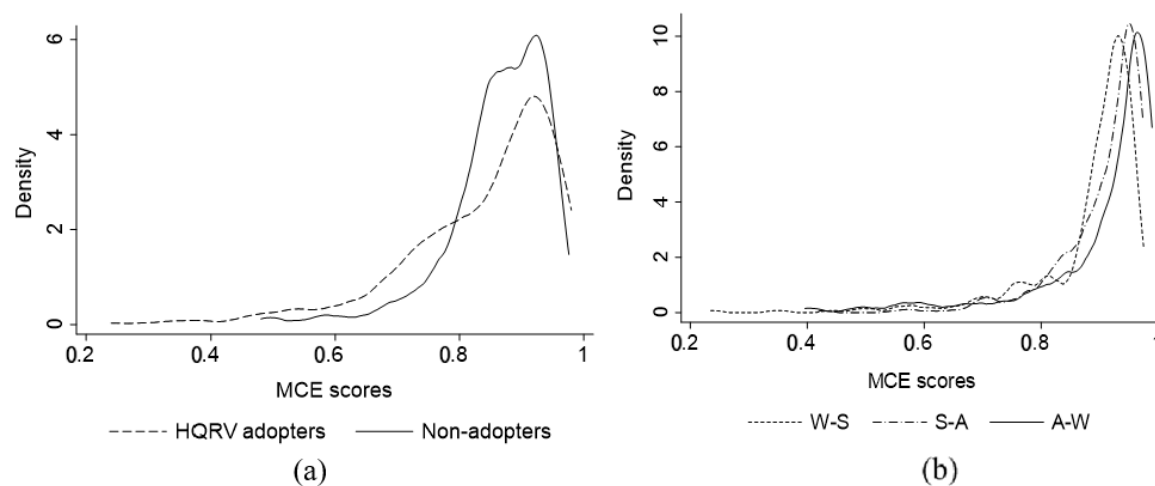 Density
6
4
2
0
0.2 0.4 0.6 0.8 1
MCE scores
HQRV adopters Non-adopters
(a)
Density
10
8
6
4
2
0
0.2 0.4 0.6 0.8 1
MCE scores
W-S S-A A-W
(b)